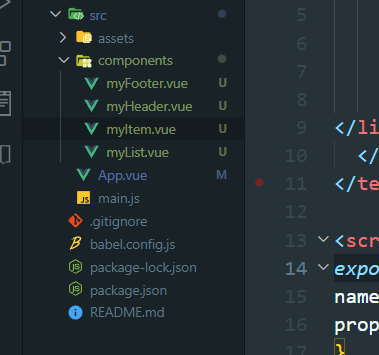 src
assets
components
myFooter.vue U
myHeader.vue U
myItem.vue U
myList.vue U
App.vue M
main.js
.gitignore
babel.config.js
package-lock.json
package.json
README.md
5
6
7
8
9 </li
10 </
11 </te
12
13 <scr
14 expo
15 name
16 prop
}